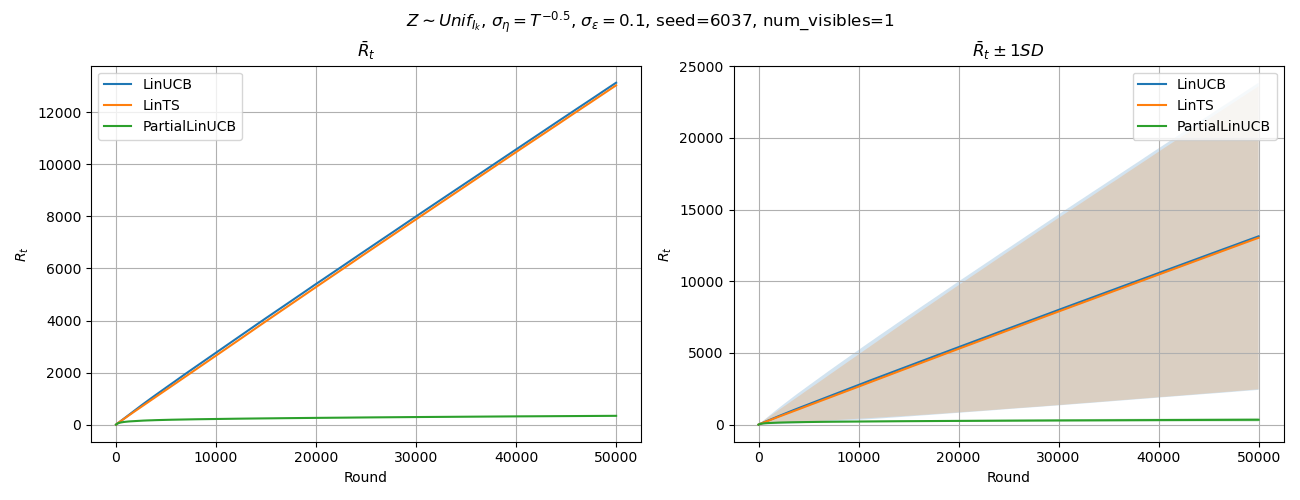 Z ∼ Unif_{I_k}, σ_η = T^{−0.5}, σ_ε = 0.1, seed=6037, num_visibles=1
R̄_t
LinUCB
LinTS
PartialLinUCB
12000
10000
8000
6000
4000
2000
0
R_t
0 10000 20000 30000 40000 50000
Round
R̄_t ± 1SD
LinUCB
LinTS
PartialLinUCB
25000
20000
15000
10000
5000
0
R_t
0 10000 20000 30000 40000 50000
Round